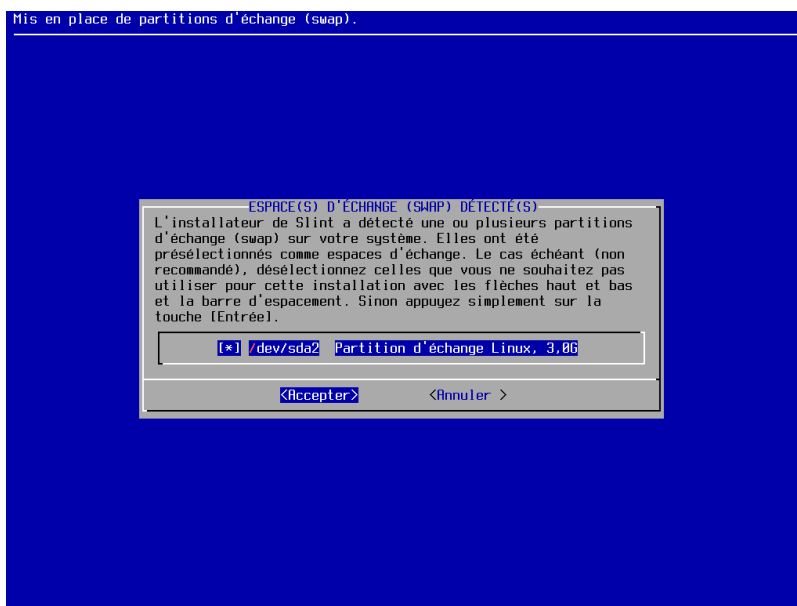 Mis en place de partitions d'échange (swap).
ESPACE(S) D'ÉCHANGE (SWAP) DÉTECTÉ(S)
L'installateur de Slint a détecté une ou plusieurs partitions
d'échange (swap) sur votre système. Elles ont été
présélectionnés comme espaces d'échange. Le cas échéant (non
recommandé), désélectionnez celles que vous ne souhaitez pas
utiliser pour cette installation avec les flèches haut et bas
et la barre d'espacement. Sinon appuyez simplement sur la
touche [Entrée].
[*] /dev/sda2 Partition d'échange Linux, 3,0G
<Accepter> <Annuler >